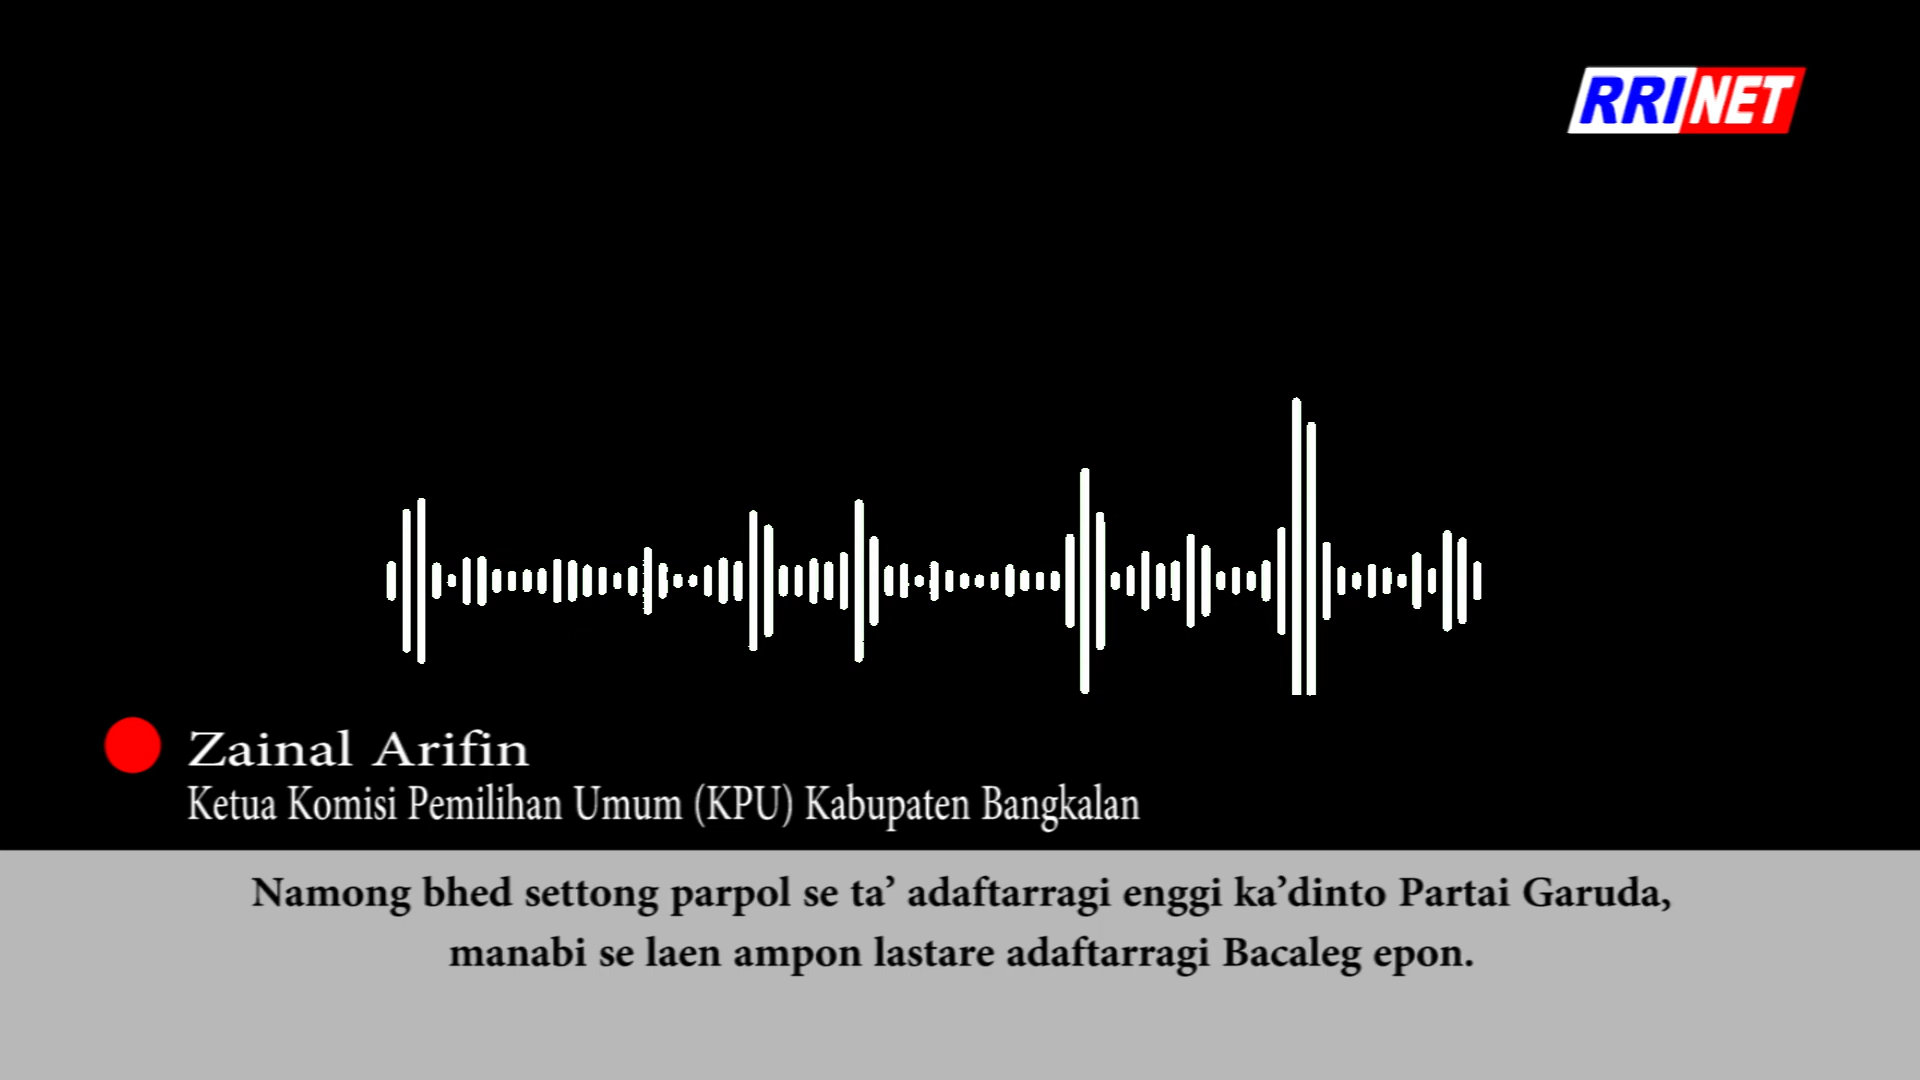 RRINET
Zainal Arifin
Ketua Komisi Pemilihan Umum (KPU) Kabupaten Bangkalan
Namong bhed settong parpol se ta’ adaftarragi enggi ka’dinto Partai Garuda,
manabi se laen ampon lastare adaftarragi Bacaleg epon.